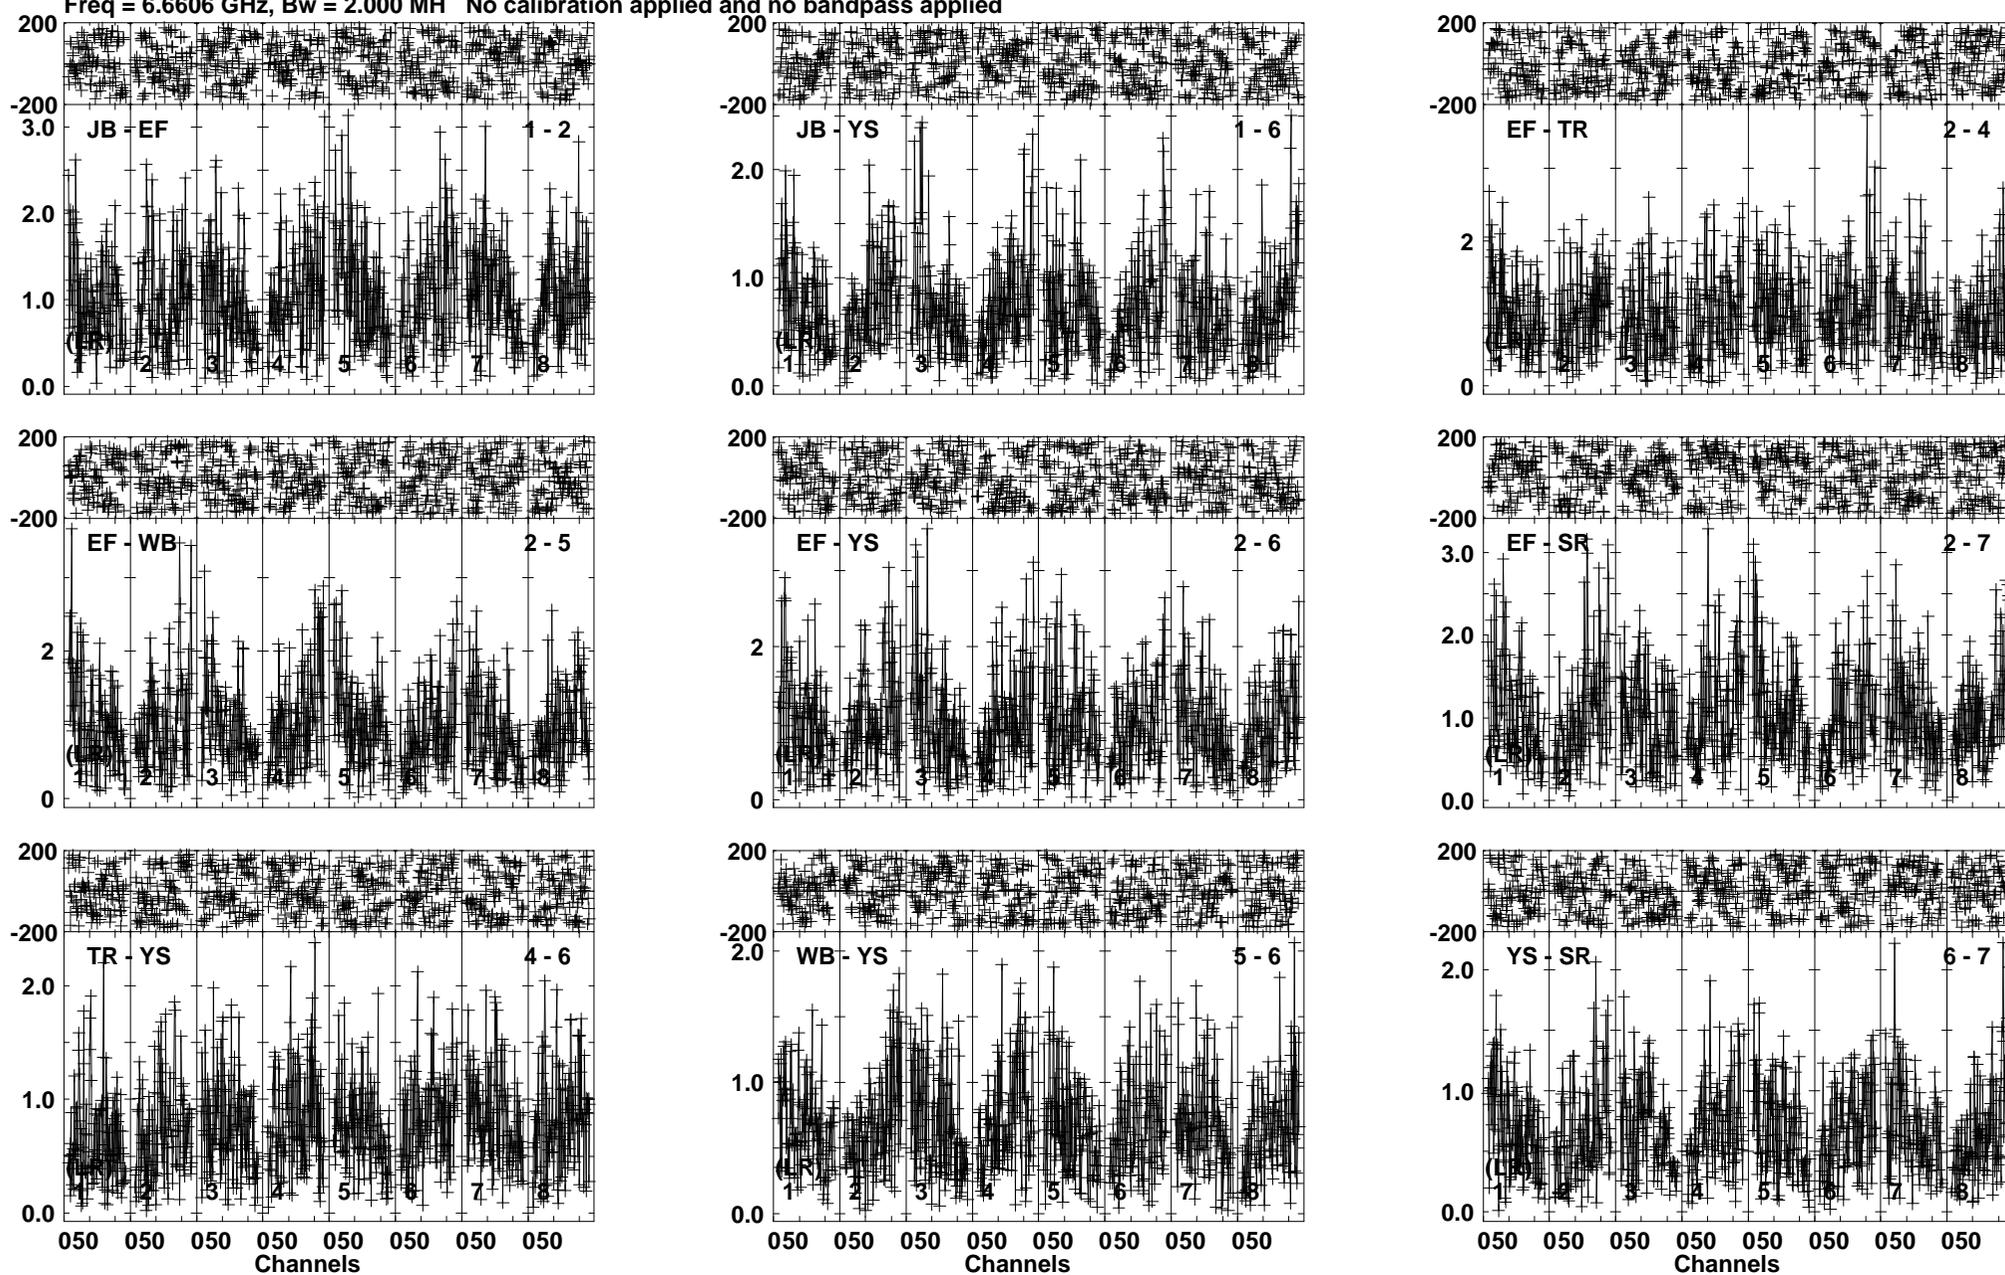 Freq = 6.6606 GHz, Bw = 2.000 MH   No calibration applied and no bandpass applied
200 200 200
-200 -200 -200
JB - EF 1 - 2 JB - YS 1 - 6 EF - TR 2 - 4
3.0
2.0 2.0 2
1.0 1.0
(LR) (LR) (LR)
1 2 3 4 5 6 7 8 1 2 3 4 5 6 7 8 1 2 3 4 5 6 7 8
0.0 0.0 0
200 200 200
-200 -200 -200
EF - WB 2 - 5 EF - YS 2 - 6 EF - SR 2 - 7
3.0
2 2 2.0
1.0
(LR) (LR) (LR)
1 2 3 4 5 6 7 8 1 2 3 4 5 6 7 8 1 2 3 4 5 6 7 8
0 0 0.0
200 200 200
-200 -200 -200
TR - YS 4 - 6 WB - YS 5 - 6 YS - SR 6 - 7
2.0 2.0 2.0
1.0 1.0 1.0
(LR) (LR) (LR)
1 2 3 4 5 6 7 8 1 2 3 4 5 6 7 8 1 2 3 4 5 6 7 8
0.0 0.0 0.0
050 050 050 050 050 050 050 050 050 050 050 050 050 050 050 050 050 050 050 050 050 050 050 050
Channels Channels Channels